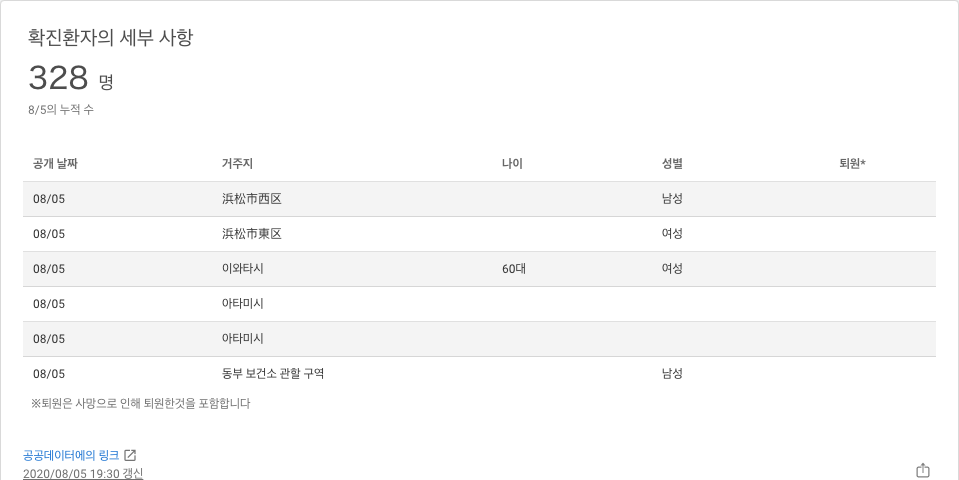 확진환자의 세부 사항
328 명
8/5의 누적 수
공개 날짜 거주지 나이 성별 퇴원*
08/05 浜松市西区 남성
08/05 浜松市東区 여성
08/05 이와타시 60대 여성
08/05 아타미시
08/05 아타미시
08/05 동부 보건소 관할 구역 남성
※퇴원은 사망으로 인해 퇴원한것을 포함합니다
공공데이터에의 링크
2020/08/05 19:30 갱신